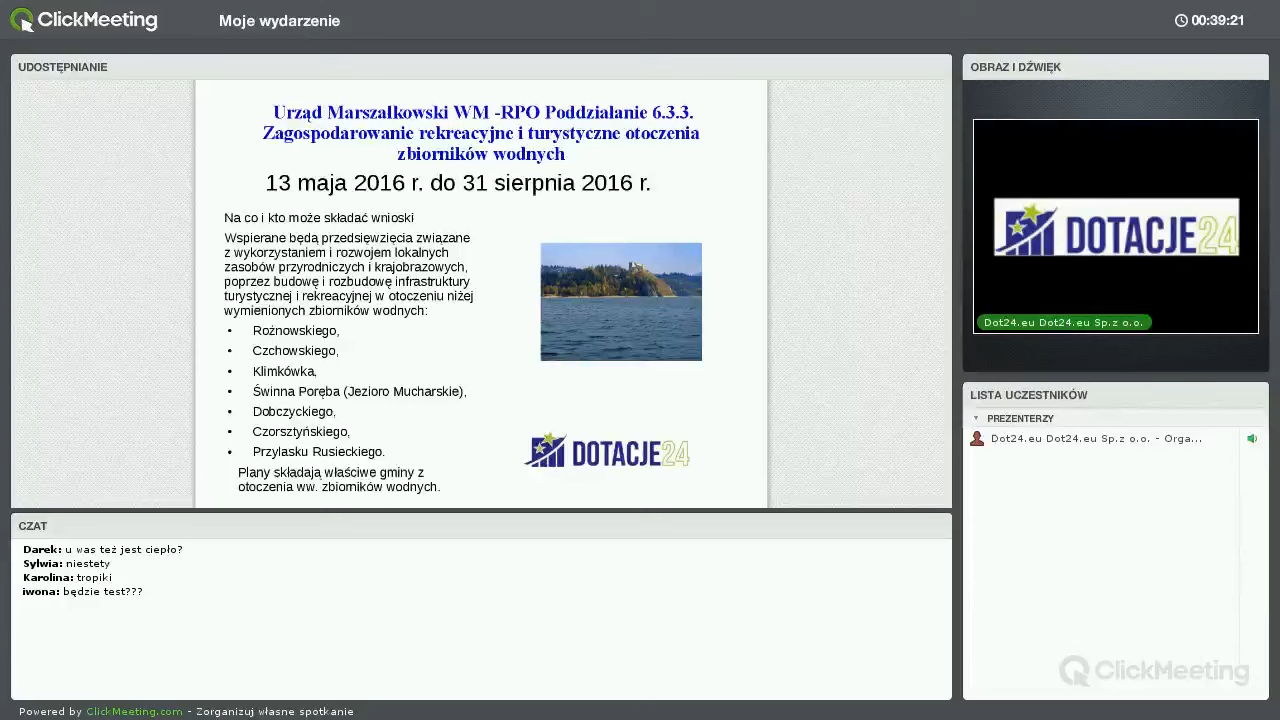 ClickMeeting
Moje wydarzenie
00:39:21
UDOSTĘPNIANIE
Urząd Marszałkowski WM -RPO Poddziałanie 6.3.3.
Zagospodarowanie rekreacyjne i turystyczne otoczenia
zbiorników wodnych
13 maja 2016 r. do 31 sierpnia 2016 r.
Na co i kto może składać wnioski
Wspierane będą przedsięwzięcia związane
z wykorzystaniem i rozwojem lokalnych
zasobów przyrodniczych i krajobrazowych,
poprzez budowę i rozbudowę infrastruktury
turystycznej i rekreacyjnej w otoczeniu niżej
wymienionych zbiorników wodnych:
• Rożnowskiego,
• Czchowskiego,
• Klimkówka,
• Świnna Poręba (Jezioro Mucharskie),
• Dobczyckiego,
• Czorsztyńskiego,
• Przylasku Rusieckiego.
Plany składają właściwe gminy z
otoczenia ww. zbiorników wodnych.
DOTACJE24
OBRAZ I DŹWIĘK
DOTACJE24
Dot24.eu Dot24.eu Sp.z o.o.
LISTA UCZESTNIKÓW
PREZENTERZY
Dot24.eu Dot24.eu Sp.z o.o. - Orga...
ClickMeeting
CZAT
Darek: u was też jest ciepło?
Sylwia: niestety
Karolina: tropiki
iwona: będzie test???
Powered by ClickMeeting.com - Zorganizuj własne spotkanie